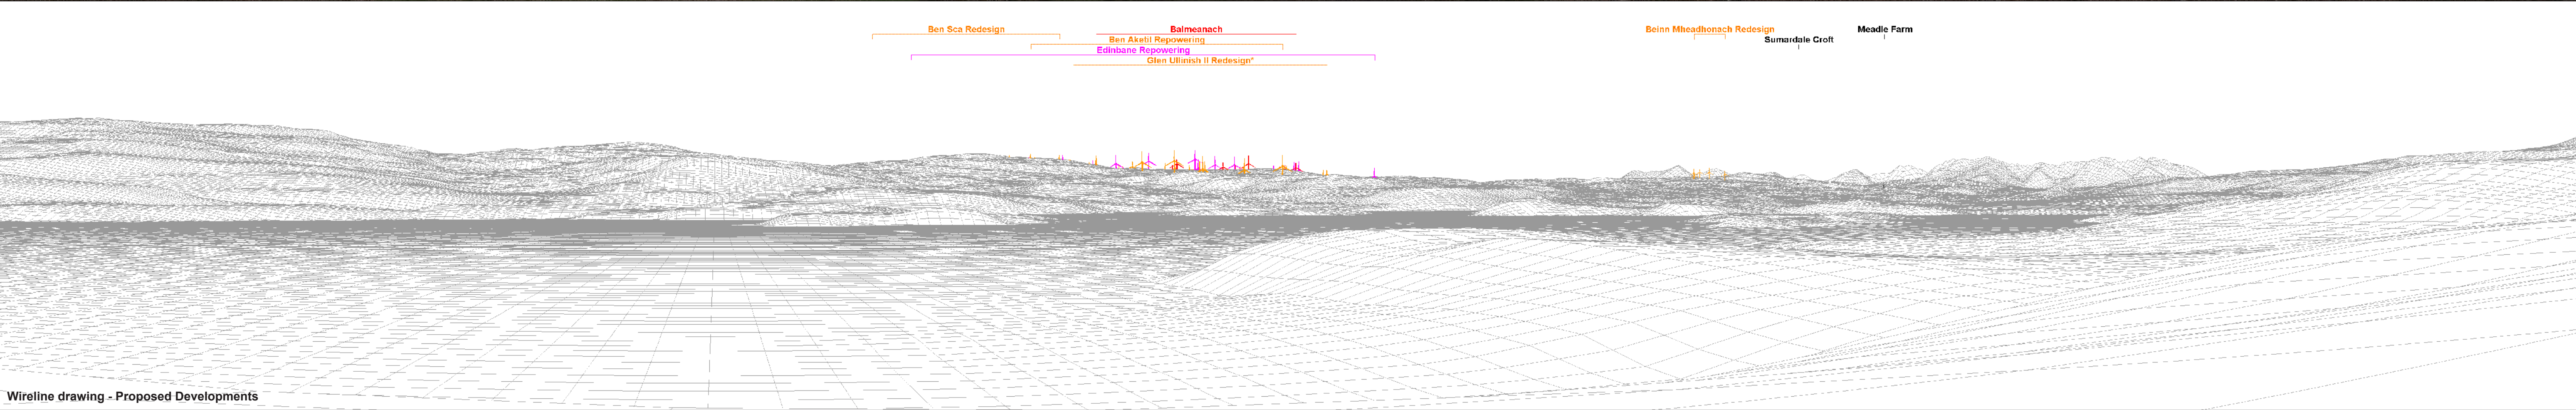 Ben Sca Redesign
Balmeanach
Ben Aketil Repowering
Edinbane Repowering
Glen Ullinish II Redesign*
Beinn Mheadhonach Redesign
Sumardale Croft
Meadle Farm
Wireline drawing - Proposed Developments